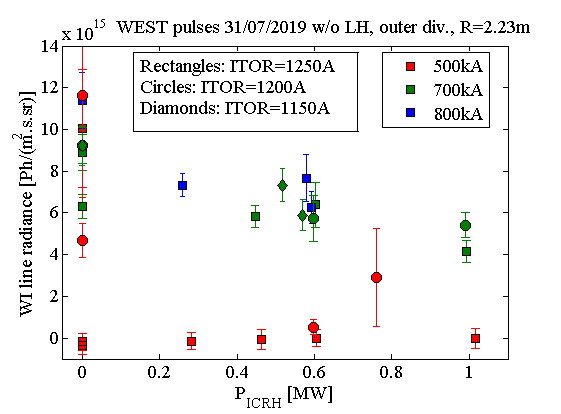 x 10^15
WEST pulses 31/07/2019 w/o LH, outer div., R=2.23m
Rectangles: ITOR=1250A
Circles: ITOR=1200A
Diamonds: ITOR=1150A
500kA
700kA
800kA
WI line radiance [Ph/(m².s.sr)]
14
12
10
8
6
4
2
0
0
0.2
0.4
0.6
0.8
1
P_ICRH [MW]